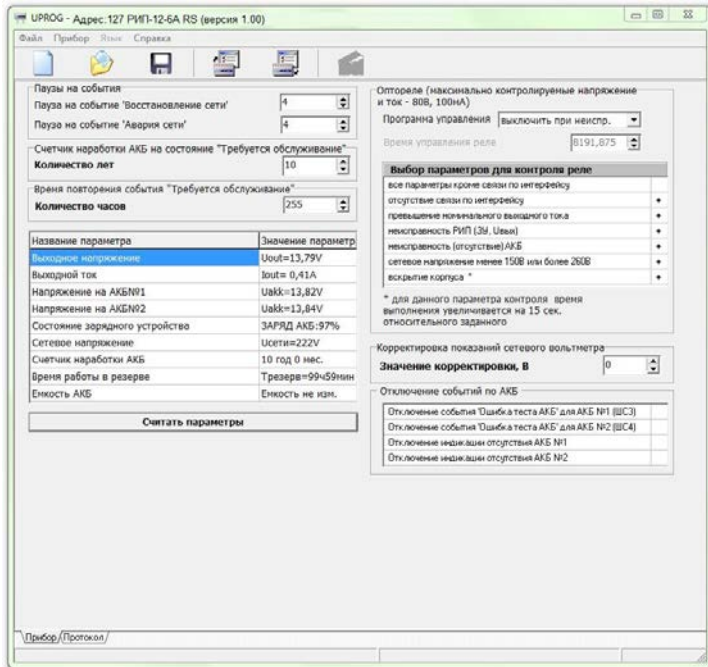 UPROG - Адрес:127 РИП-12-6А RS (версия 1.00)
Файл Прибор Язык Справка
Паузы на события
Пауза на событие 'Восстановление сети' 4
Пауза на событие 'Авария сети' 4
Счетчик наработки АКБ на состояние "Требуется обслуживание"
Количество лет 10
Время повторения события "Требуется обслуживание"
Количество часов 255
Название параметра Значение параметр
Выходное напряжение Uout=13,79V
Выходной ток Iout= 0,41A
Напряжение на АКБ№1 Uakk=13,82V
Напряжение на АКБ№2 Uakk=13,84V
Состояние зарядного устройства ЗАРЯД АКБ:97%
Сетевое напряжение Uсети=222V
Счетчик наработки АКБ 10 год 0 мес.
Время работы в резерве Tрезерв=99ч59мин
Емкость АКБ Емкость не изм.
Считать параметры
Оптореле (максимально контролируемые напряжение
и ток - 80В, 100мА)
Программа управления выключить при неиспр.
Время управления реле 8191,875
Выбор параметров для контроля реле
все параметры кроме связи по интерфейсу
отсутствие связи по интерфейсу +
превышение номинального выходного тока +
неисправность РИП (ЗУ, Uвых) +
неисправность (отсутствие) АКБ +
сетевое напряжение менее 150В или более 260В +
вскрытие корпуса * +
* для данного параметра контроля время
выполнения увеличивается на 15 сек.
относительного заданного
Корректировка показаний сетевого вольтметра
Значение корректировки, В 0
Отключение событий по АКБ
Отключение события 'Ошибка теста АКБ' для АКБ №1 (ШС3)
Отключение события 'Ошибка теста АКБ' для АКБ №2 (ШС4)
Отключение индикации отсутствия АКБ №1
Отключение индикации отсутствия АКБ №2
Прибор Протокол